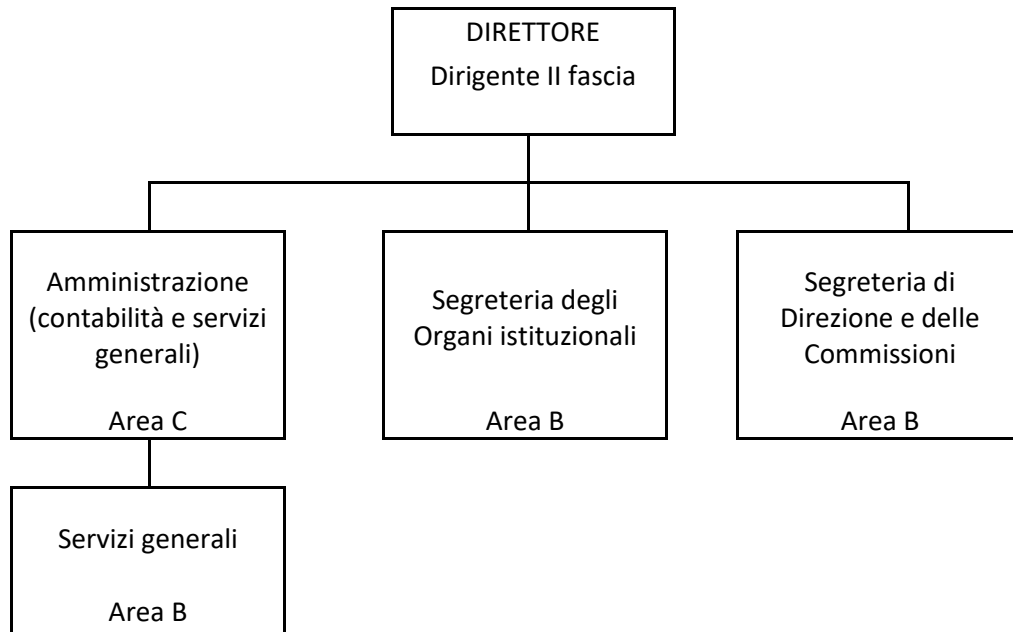 DIRETTORE
Dirigente II fascia
Amministrazione
(contabilità e servizi
generali)
Area C
Segreteria degli
Organi istituzionali
Area B
Segreteria di
Direzione e delle
Commissioni
Area B
Servizi generali
Area B